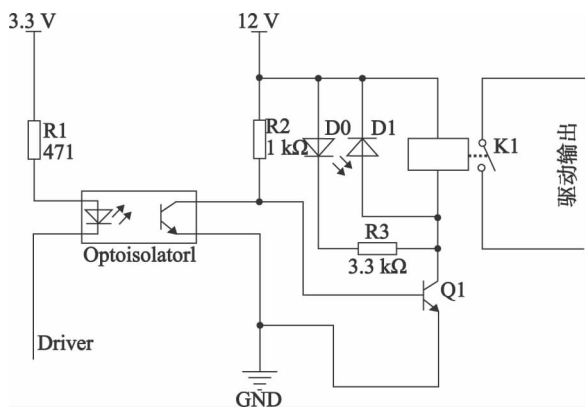 3.3 V
12 V
R1
471
R2
1 kΩ
D0
D1
K1
驱动输出
Optoisolatorl
R3
3.3 kΩ
Q1
Driver
GND